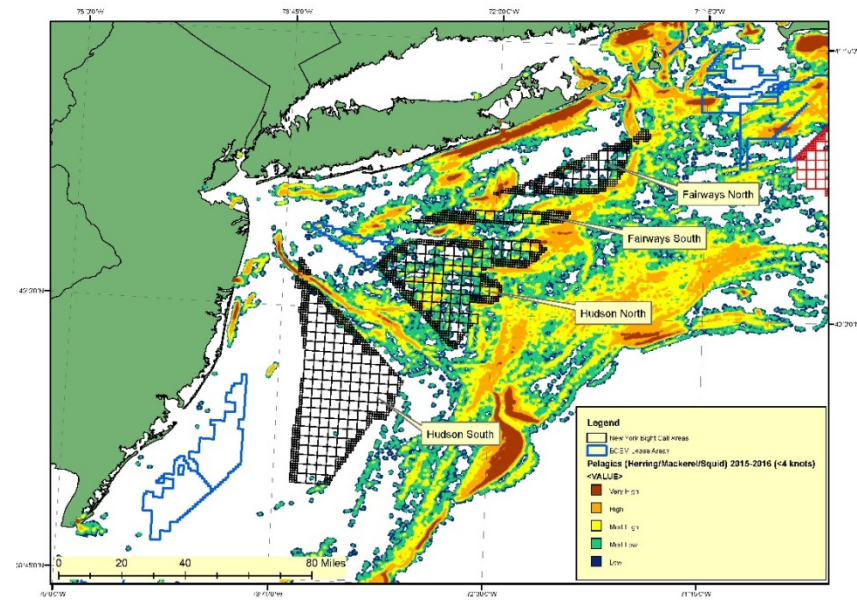 Fairways North
Fairways South
Hudson North
Hudson South
Legend
New York Bight Call Areas
BOEM Lease Areas
Pelagics (Herring/Mackerel/Squid) 2015-2016 (<4 knots)
<VALUE>
Very High
High
Med High
Med Low
Low
0 20 40 80 Miles